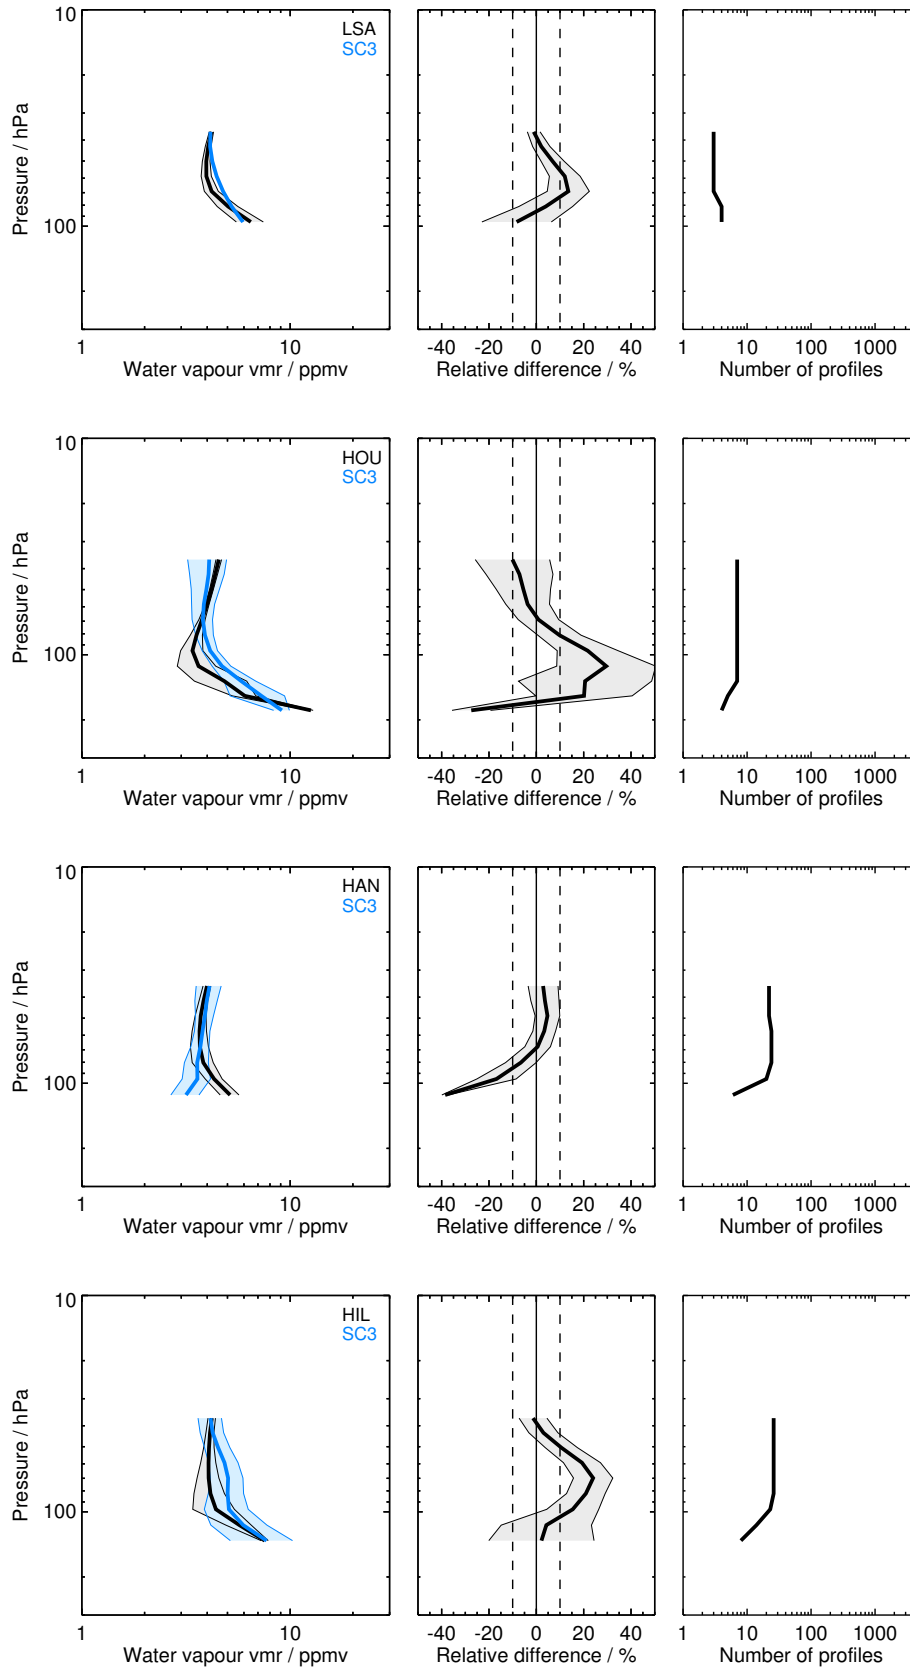 10
LSA
SC3
Pressure / hPa
100
1 10
-40 -20 0 20 40
1 10 100 1000
Water vapour vmr / ppmv
Relative difference / %
Number of profiles
10
HOU
SC3
Pressure / hPa
100
1 10
-40 -20 0 20 40
1 10 100 1000
Water vapour vmr / ppmv
Relative difference / %
Number of profiles
10
HAN
SC3
Pressure / hPa
100
1 10
-40 -20 0 20 40
1 10 100 1000
Water vapour vmr / ppmv
Relative difference / %
Number of profiles
10
HIL
SC3
Pressure / hPa
100
1 10
-40 -20 0 20 40
1 10 100 1000
Water vapour vmr / ppmv
Relative difference / %
Number of profiles